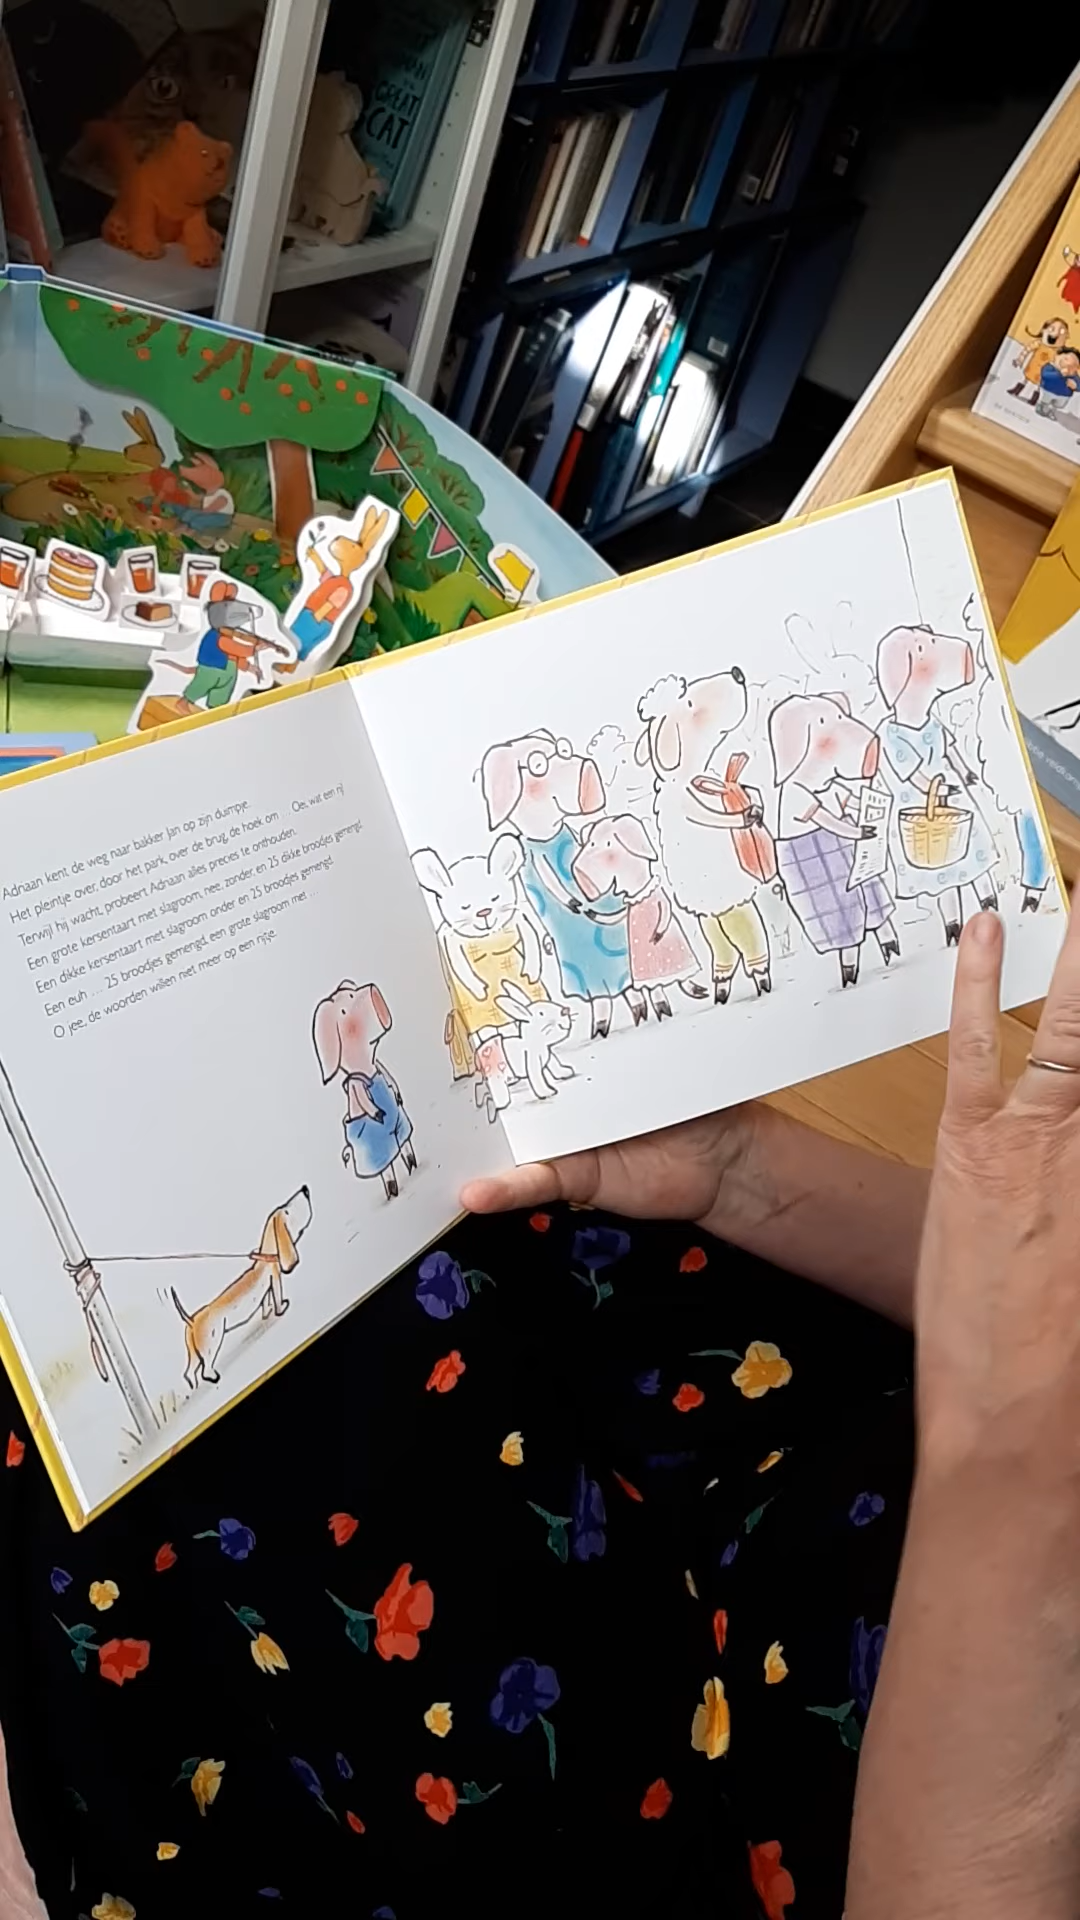 GREAT
CAT
Adnaan kent de weg naar bakker Jan op zijn duimpje.
Het pleintje over, door het park, over de brug, de hoek om ... Oei, wat een rij!
Terwijl hij wacht, probeert Adnaan alles precies te onthouden.
Een grote kersentaart met slagroom, nee, zonder, en 25 dikke broodjes gemengd.
Een dikke kersentaart met slagroom onder en 25 broodjes gemengd.
Een euh ... 25 broodjes gemengd, een grote slagroom met ...
O jee, de woorden willen niet meer op een rijtje.